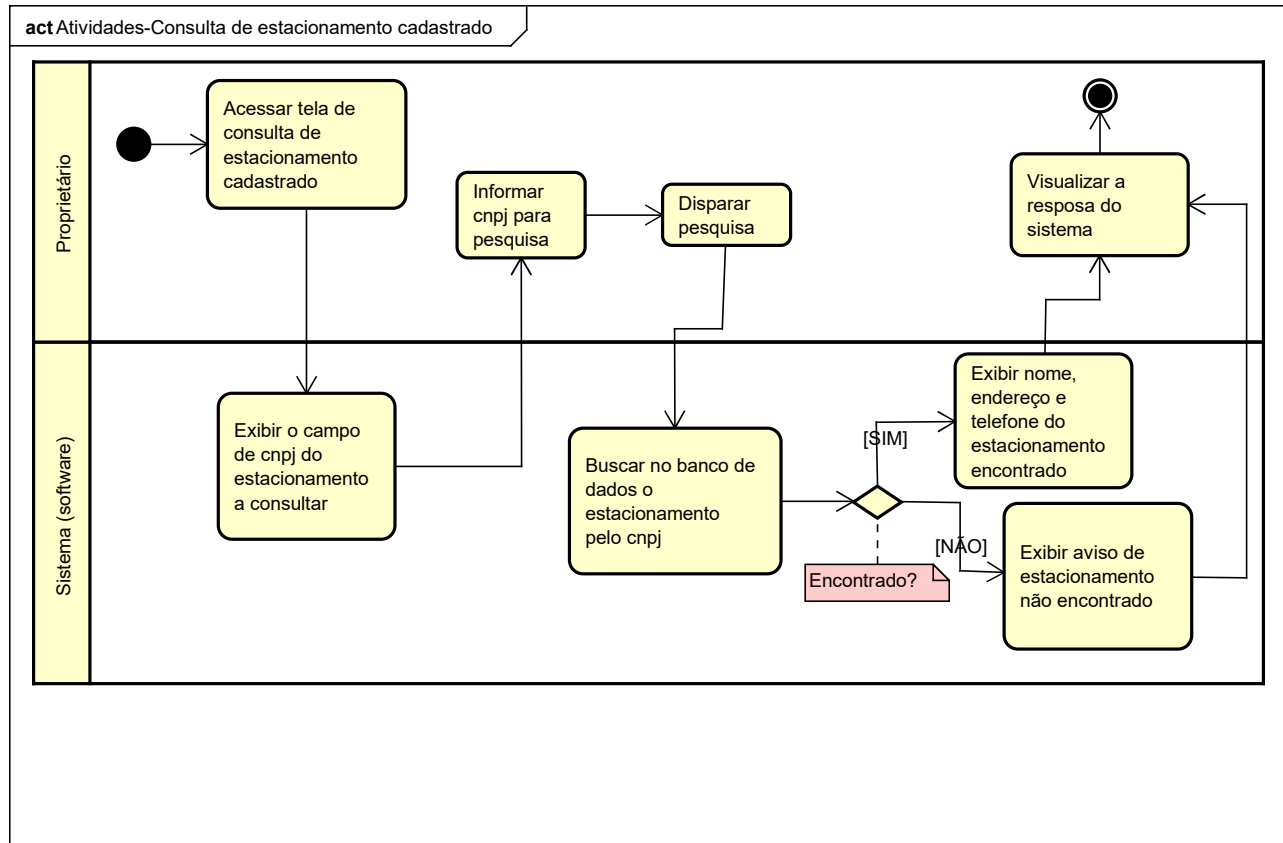 act Atividades-Consulta de estacionamento cadastrado
Proprietário
Acessar tela de
consulta de
estacionamento
cadastrado
Informar
cnpj para
pesquisa
Disparar
pesquisa
Visualizar a
resposa do
sistema
Sistema (software)
Exibir o campo
de cnpj do
estacionamento
a consultar
Buscar no banco de
dados o
estacionamento
pelo cnpj
[SIM]
Exibir nome,
endereço e
telefone do
estacionamento
encontrado
[NÃO]
Encontrado?
Exibir aviso de
estacionamento
não encontrado